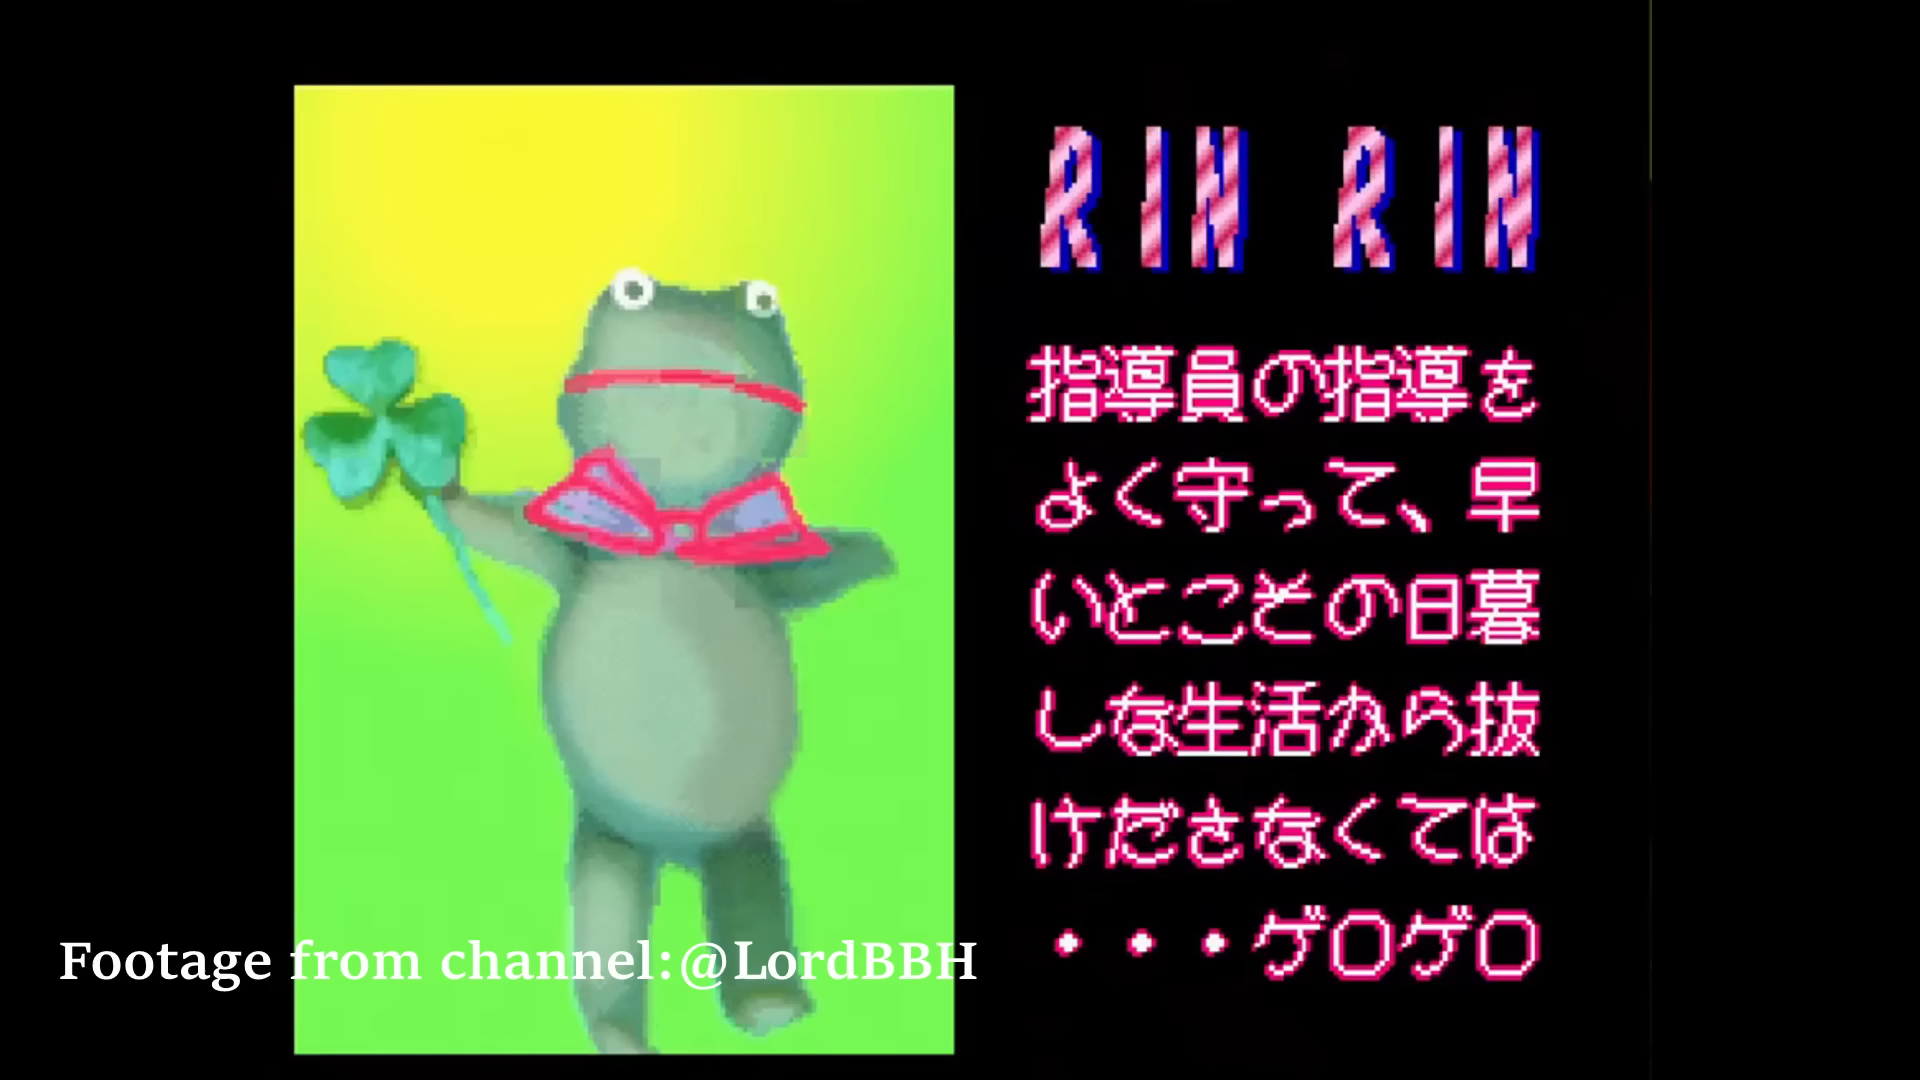 RIN RIN
指導員の指導を
よく守って、早
いとこその日暮
しな生活から抜
けださなくては
・・・ゲロゲロ
Footage from channel:@LordBBH